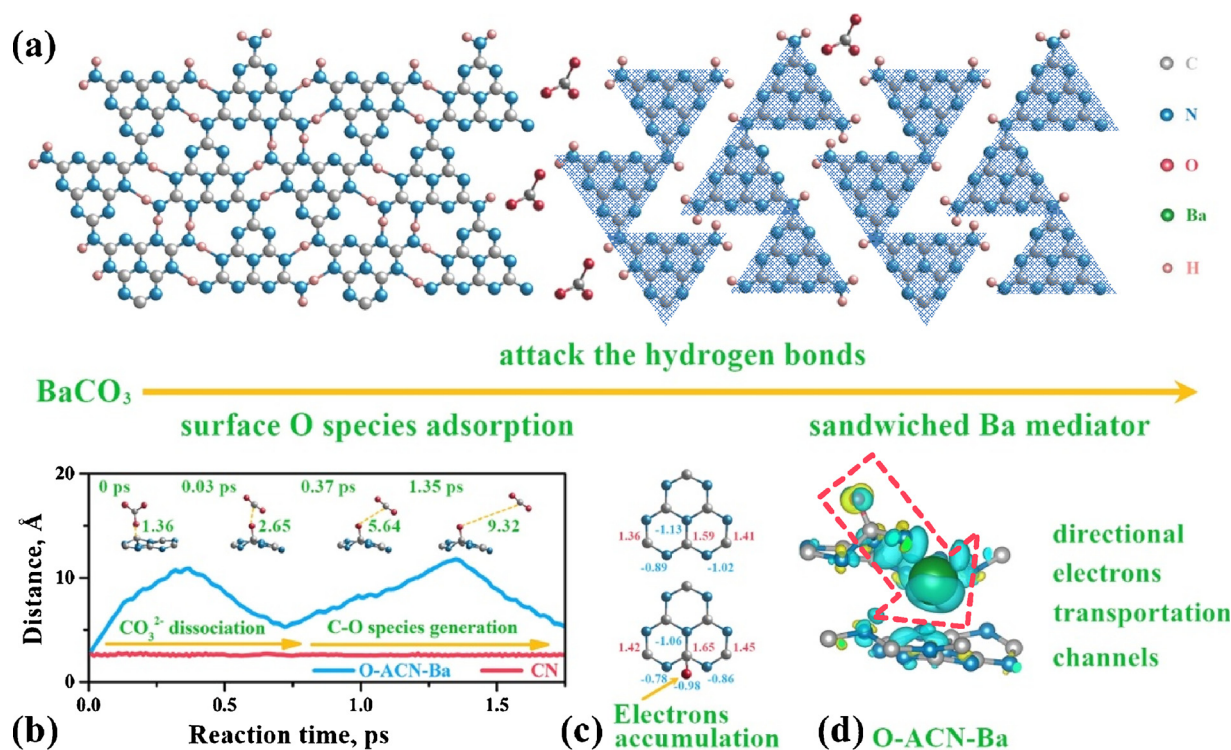 (a)
C
N
O
Ba
H
attack the hydrogen bonds
BaCO₃
surface O species adsorption
sandwiched Ba mediator
20
15
10
5
0
Distance, Å
0 ps
0.03 ps
0.37 ps
1.35 ps
1.36
2.65
5.64
9.32
CO₃²⁻ dissociation
C-O species generation
O-ACN-Ba
CN
0.0
0.5
1.0
1.5
Reaction time, ps
(b)
1.36
-1.13
1.59
1.41
-0.89
-1.02
1.42
-1.06
1.65
1.45
-0.78
-0.98
-0.86
Electrons
accumulation
(c)
directional
electrons
transportation
channels
(d)
O-ACN-Ba